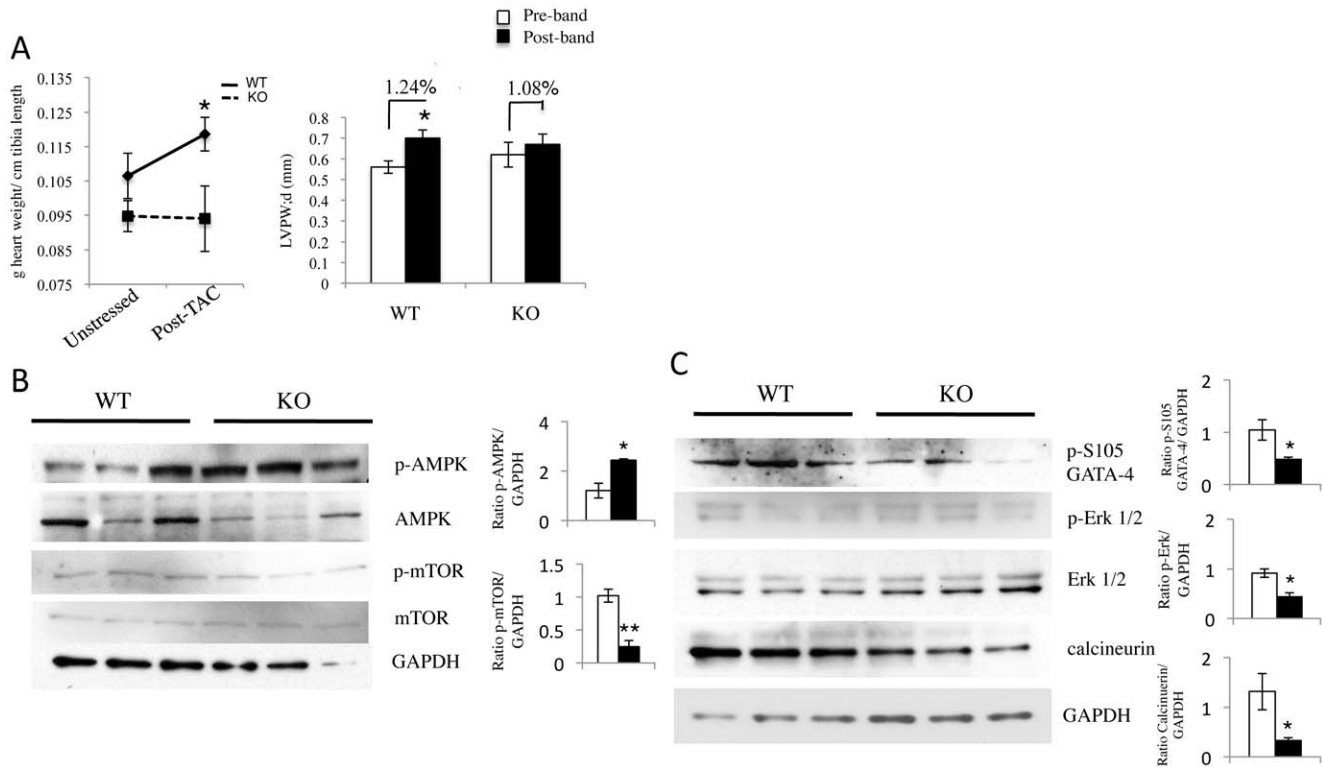 Pre-band
Post-band
A
0.135
0.125
0.115
0.105
0.095
0.085
0.075
g heart weight/ cm tibia length
WT
KO
*
Unstressed
Post-TAC
1.24%
1.08%
*
0.8
0.7
0.6
0.5
0.4
0.3
0.2
0.1
0
LVPW;d (mm)
WT
KO
B
WT
KO
p-AMPK
AMPK
p-mTOR
mTOR
GAPDH
Ratio p-AMPK/
GAPDH
4
2
0
*
Ratio p-mTOR/
GAPDH
1.5
1
0.5
0
**
C
WT
KO
p-S105
GATA-4
p-Erk 1/2
Erk 1/2
calcineurin
GAPDH
Ratio p-S105
GATA-4/ GAPDH
2
1
0
*
Ratio p-Erk/
GAPDH
2
1
0
*
Ratio Calcinuerin/
GAPDH
2
1
0
*